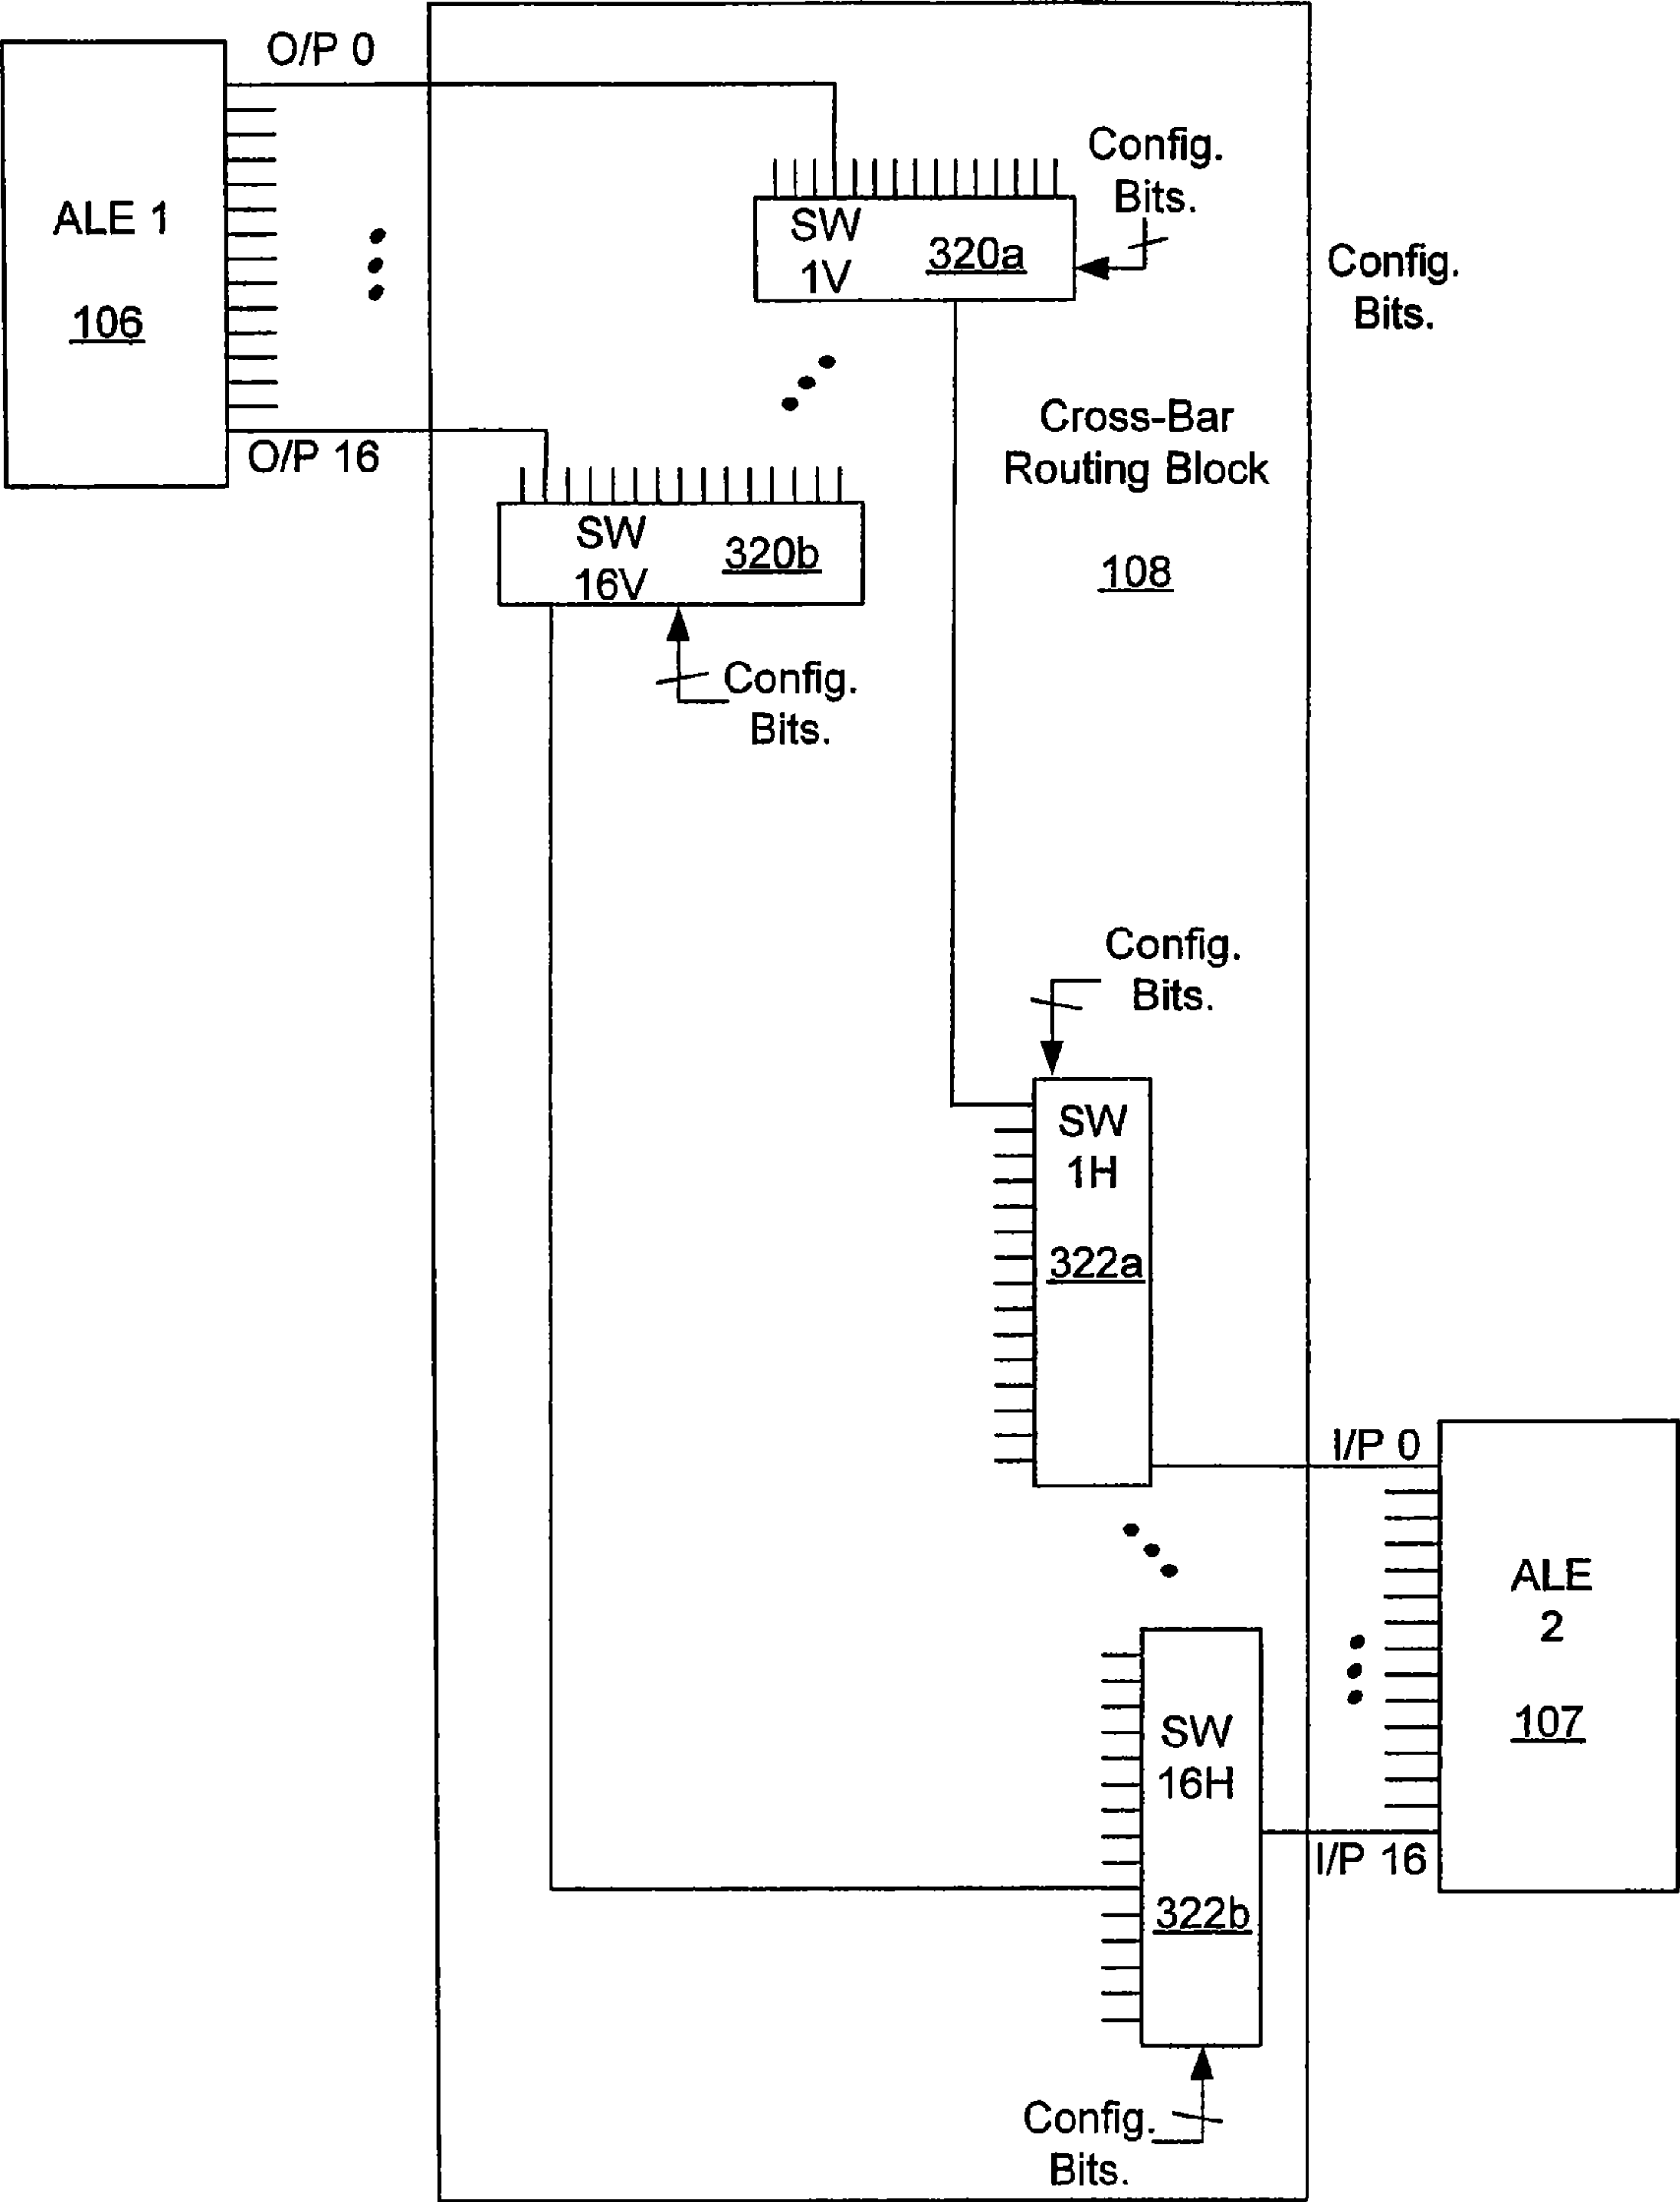 O/P 0
ALE 1
106
O/P 16
Config.
Bits.
SW
1V
320a
Config.
Bits.
Cross-Bar
Routing Block
108
SW
16V
320b
Config.
Bits.
Config.
Bits.
SW
1H
322a
I/P 0
ALE
2
107
I/P 16
SW
16H
322b
Config.
Bits.